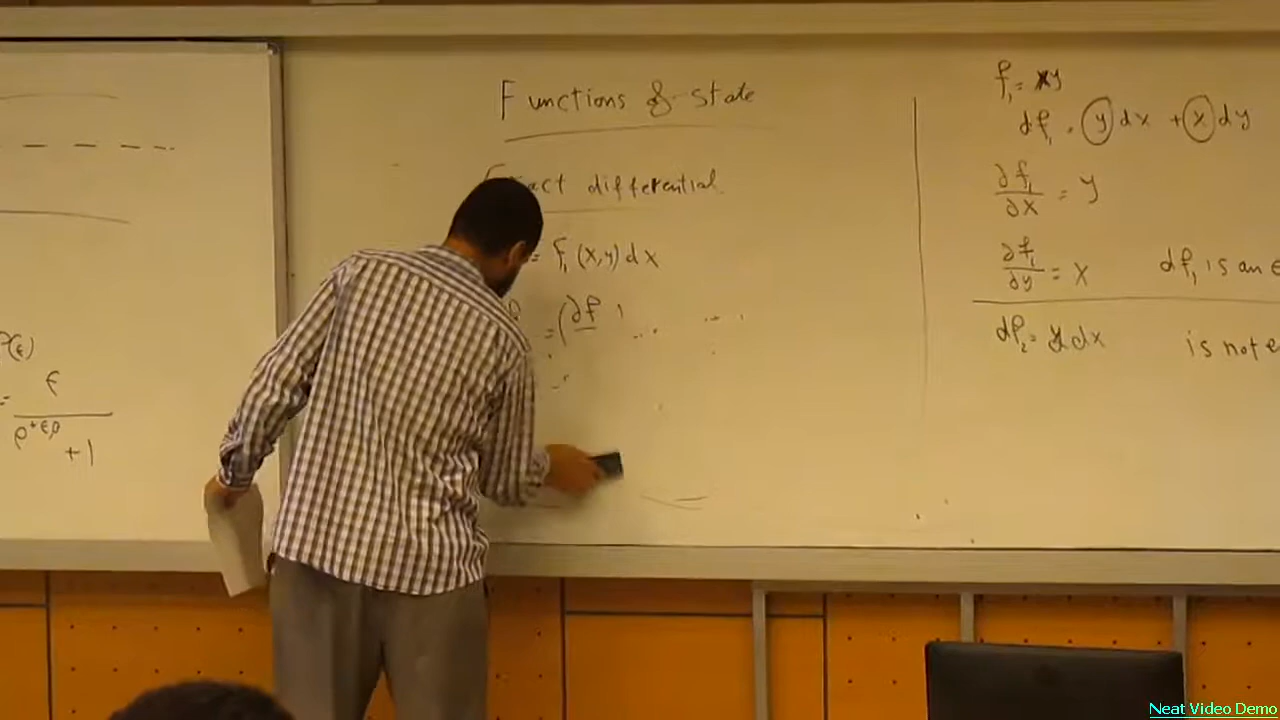 Functions of state
Exact differential
= f₁ (x,y) dx
= (∂f
f₁ = xy
df₁ = y dx + x dy
∂f₁/∂x = y
∂f₁/∂y = x df₁ is an
df₂ = y dx is not
P(ε)
= ε
+1
Neat Video Demo